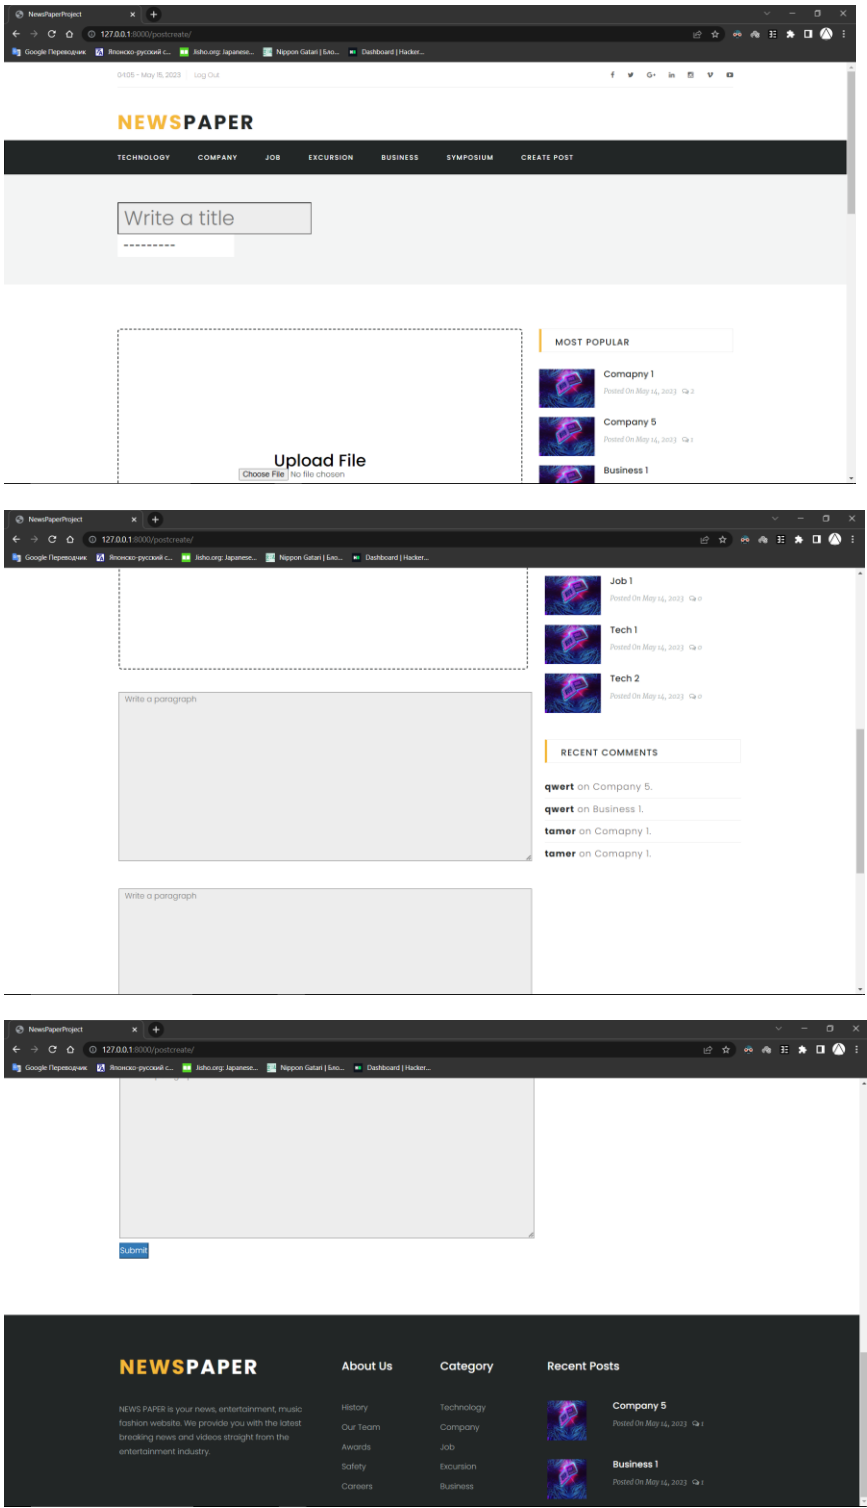 NewsPaperProject
127.0.0.1:8000/postcreate/
Google Переводчик Японско-русский с... Jisho.org: Japanese... Nippon Gatari | Бло... Dashboard | Hacker...
04:05 - May 15, 2023 Log Out
NEWSPAPER
TECHNOLOGY COMPANY JOB EXCURSION BUSINESS SYMPOSIUM CREATE POST
Write a title
---------
MOST POPULAR
Comapny 1
Posted On May 14, 2023 2
Company 5
Posted On May 14, 2023 1
Business 1
Upload File
Choose File No file chosen
NewsPaperProject
127.0.0.1:8000/postcreate/
Google Переводчик Японско-русский с... Jisho.org: Japanese... Nippon Gatari | Бло... Dashboard | Hacker...
Job 1
Posted On May 14, 2023 0
Tech 1
Posted On May 14, 2023 0
Tech 2
Posted On May 14, 2023 0
Write a paragraph
RECENT COMMENTS
qwert on Company 5.
qwert on Business 1.
tamer on Comapny 1.
tamer on Comapny 1.
Write a paragraph
NewsPaperProject
127.0.0.1:8000/postcreate/
Google Переводчик Японско-русский с... Jisho.org: Japanese... Nippon Gatari | Бло... Dashboard | Hacker...
Submit
NEWSPAPER
NEWS PAPER is your news, entertainment, music
fashion website. We provide you with the latest
breaking news and videos straight from the
entertainment industry.
About Us
History
Our Team
Awards
Safety
Careers
Category
Technology
Company
Job
Excursion
Business
Recent Posts
Company 5
Posted On May 14, 2023 1
Business 1
Posted On May 14, 2023 1